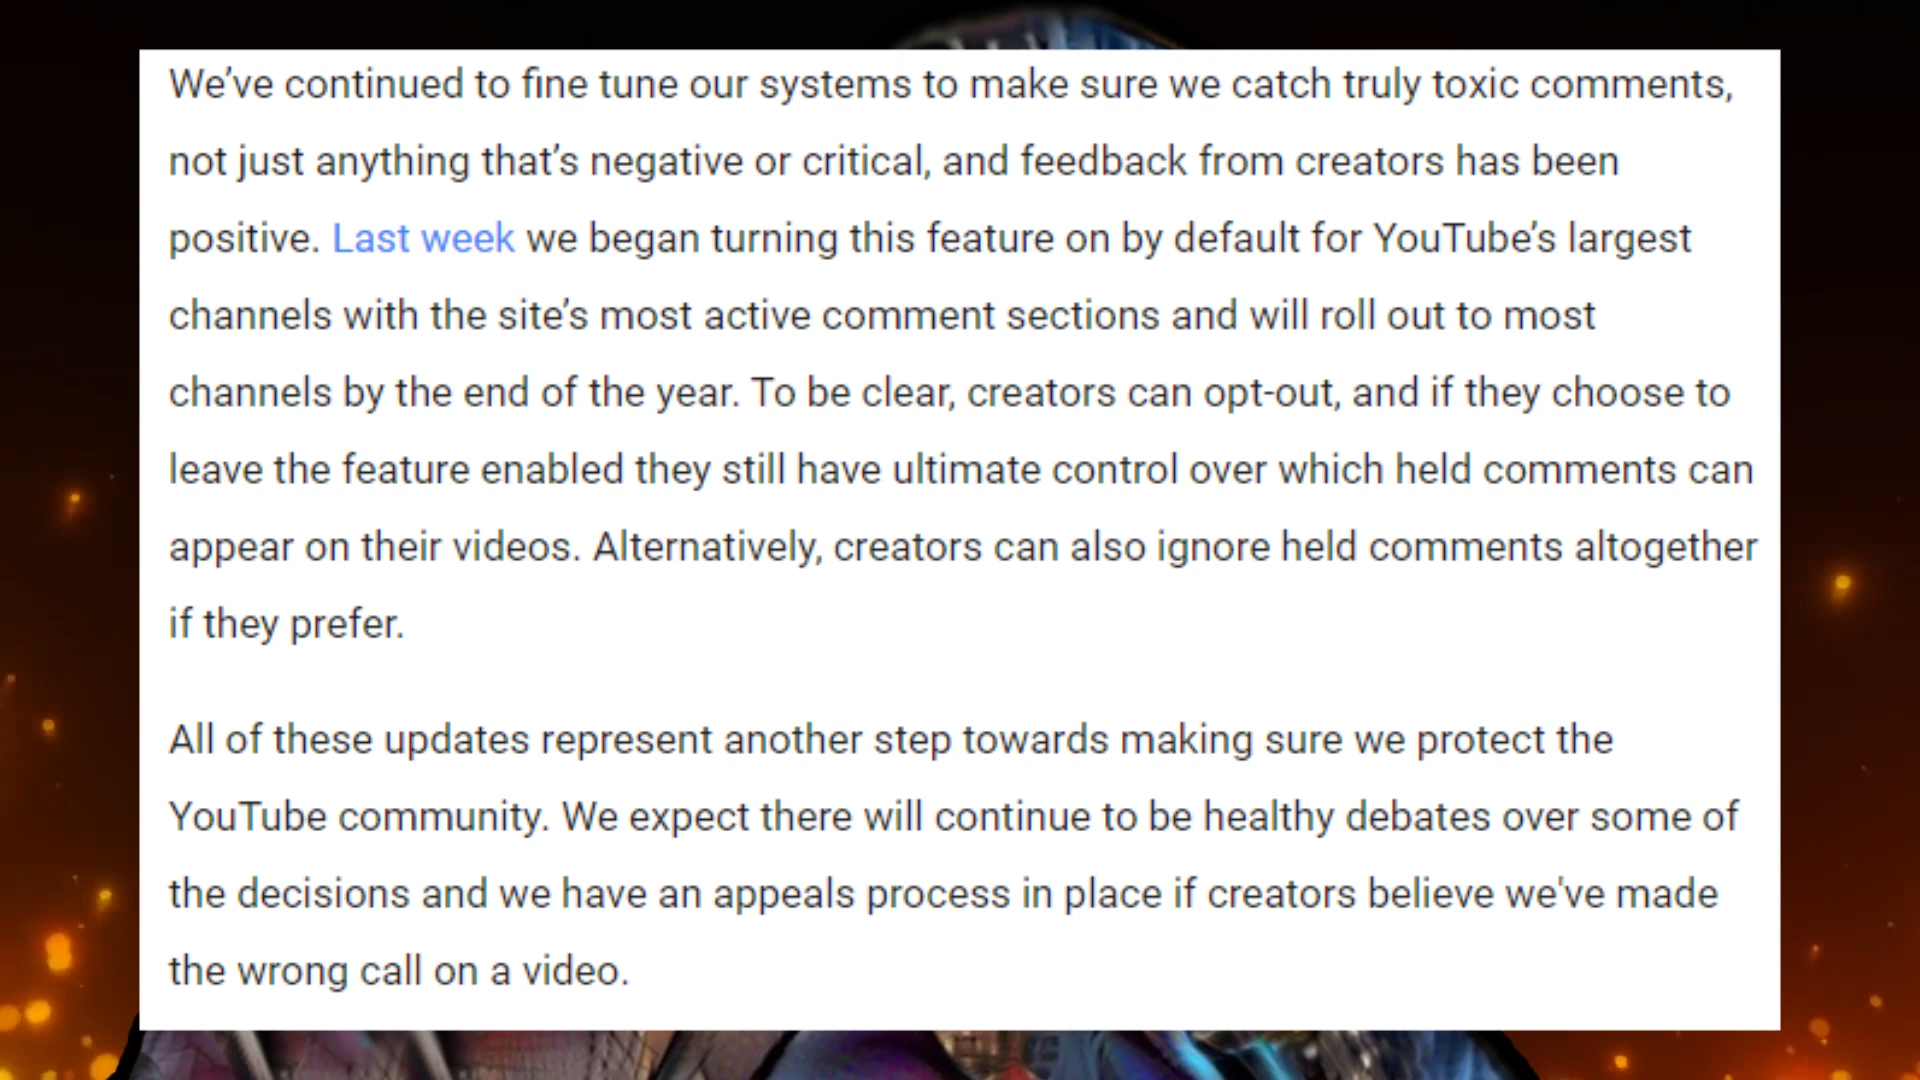 We’ve continued to fine tune our systems to make sure we catch truly toxic comments,
not just anything that’s negative or critical, and feedback from creators has been
positive. Last week we began turning this feature on by default for YouTube’s largest
channels with the site’s most active comment sections and will roll out to most
channels by the end of the year. To be clear, creators can opt-out, and if they choose to
leave the feature enabled they still have ultimate control over which held comments can
appear on their videos. Alternatively, creators can also ignore held comments altogether
if they prefer.
All of these updates represent another step towards making sure we protect the
YouTube community. We expect there will continue to be healthy debates over some of
the decisions and we have an appeals process in place if creators believe we've made
the wrong call on a video.